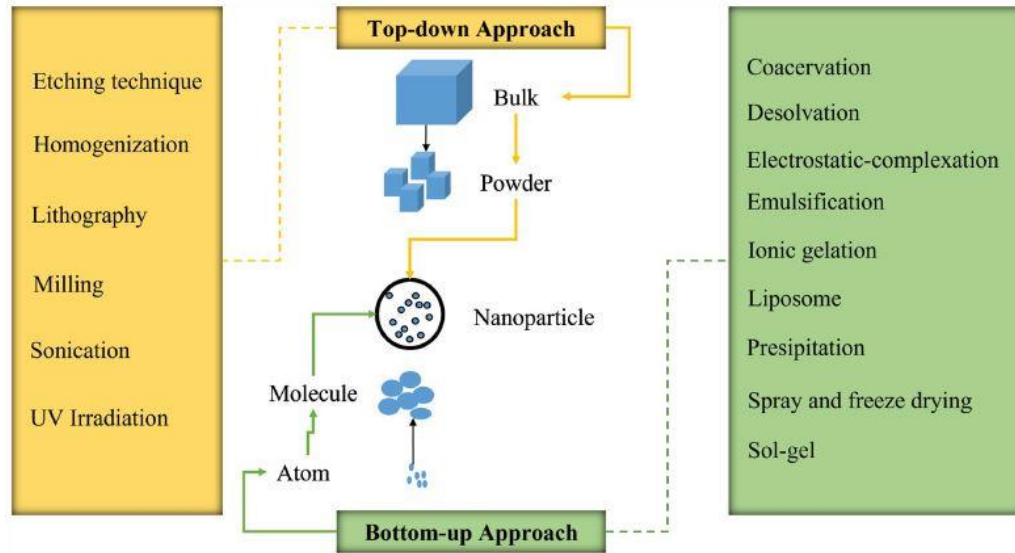 Top-down Approach
Etching technique
Homogenization
Lithography
Milling
Sonication
UV Irradiation
Bulk
Powder
Nanoparticle
Molecule
Atom
Bottom-up Approach
Coacervation
Desolvation
Electrostatic-complexation
Emulsification
Ionic gelation
Liposome
Presipitation
Spray and freeze drying
Sol-gel